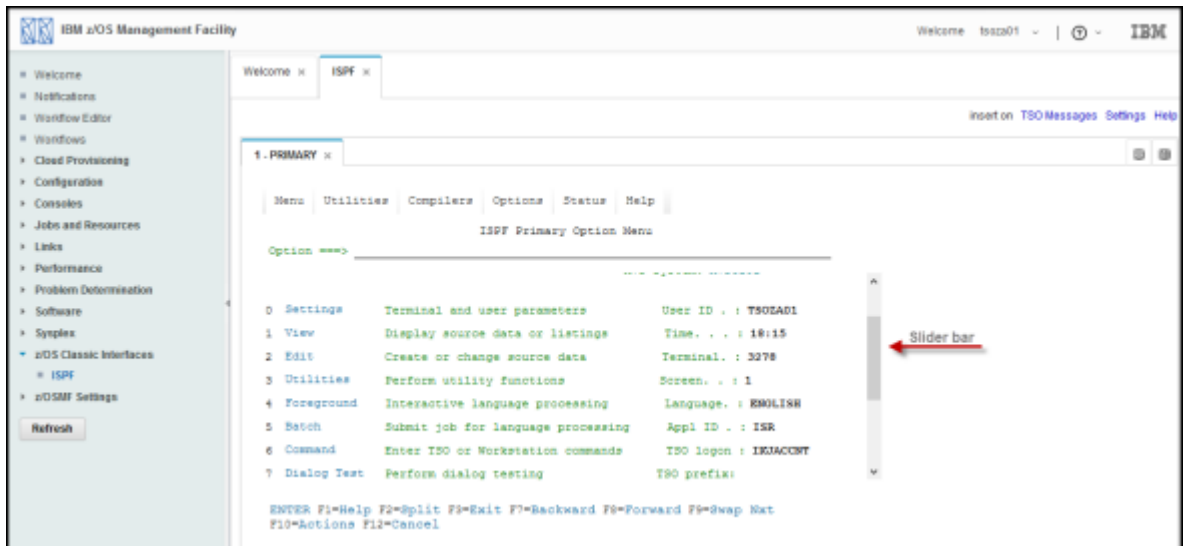 IBM z/OS Management Facility
Welcome tsoza01
IBM
Welcome
Notifications
Workflow Editor
Workflows
Cloud Provisioning
Configuration
Consoles
Jobs and Resources
Links
Performance
Problem Determination
Software
Sysplex
z/OS Classic Interfaces
ISPF
z/OSMF Settings
Refresh
Welcome × ISPF ×
insert on TSO Messages Settings Help
1 - PRIMARY ×
Menu Utilities Compilers Options Status Help
ISPF Primary Option Menu
Option ===>
0 Settings Terminal and user parameters User ID . : TSOZA01
1 View Display source data or listings Time. . . : 18:15
2 Edit Create or change source data Terminal. : 3278
3 Utilities Perform utility functions Screen. . : 1
4 Foreground Interactive language processing Language. : ENGLISH
5 Batch Submit job for language processing Appl ID . : ISR
6 Command Enter TSO or Workstation commands TSO logon : IKJACCNT
7 Dialog Test Perform dialog testing TSO prefix:
Slider bar
ENTER F1=Help F2=Split F3=Exit F7=Backward F8=Forward F9=Swap Nxt
F10=Actions F12=Cancel